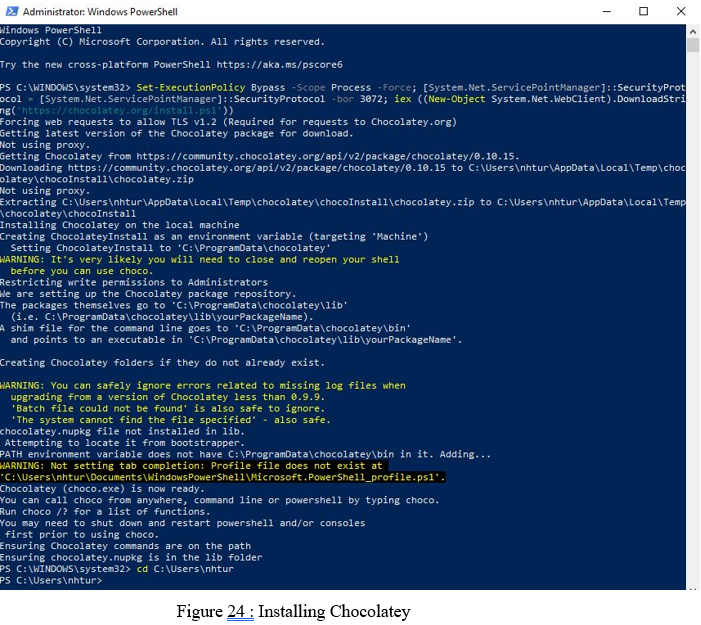 Administrator: Windows PowerShell
Windows PowerShell
Copyright (C) Microsoft Corporation. All rights reserved.
Try the new cross-platform PowerShell https://aka.ms/pscore6
PS C:\WINDOWS\system32> Set-ExecutionPolicy Bypass -Scope Process -Force; [System.Net.ServicePointManager]::SecurityProt
ocol = [System.Net.ServicePointManager]::SecurityProtocol -bor 3072; iex ((New-Object System.Net.WebClient).DownloadStri
ng('https://chocolatey.org/install.ps1'))
Forcing web requests to allow TLS v1.2 (Required for requests to Chocolatey.org)
Getting latest version of the Chocolatey package for download.
Not using proxy.
Getting Chocolatey from https://community.chocolatey.org/api/v2/package/chocolatey/0.10.15.
Downloading https://community.chocolatey.org/api/v2/package/chocolatey/0.10.15 to C:\Users\nhtur\AppData\Local\Temp\choc
olatey\chocoInstall\chocolatey.zip
Not using proxy.
Extracting C:\Users\nhtur\AppData\Local\Temp\chocolatey\chocoInstall\chocolatey.zip to C:\Users\nhtur\AppData\Local\Temp
\chocolatey\chocoInstall
Installing Chocolatey on the local machine
Creating ChocolateyInstall as an environment variable (targeting 'Machine')
Setting ChocolateyInstall to 'C:\ProgramData\chocolatey'
WARNING: It's very likely you will need to close and reopen your shell
before you can use choco.
Restricting write permissions to Administrators
We are setting up the Chocolatey package repository.
The packages themselves go to 'C:\ProgramData\chocolatey\lib'
(i.e. C:\ProgramData\chocolatey\lib\yourPackageName).
A shim file for the command line goes to 'C:\ProgramData\chocolatey\bin'
and points to an executable in 'C:\ProgramData\chocolatey\lib\yourPackageName'.
Creating Chocolatey folders if they do not already exist.
WARNING: You can safely ignore errors related to missing log files when
upgrading from a version of Chocolatey less than 0.9.9.
'Batch file could not be found' is also safe to ignore.
'The system cannot find the file specified' - also safe.
chocolatey.nupkg file not installed in lib.
Attempting to locate it from bootstrapper.
PATH environment variable does not have C:\ProgramData\chocolatey\bin in it. Adding...
WARNING: Not setting tab completion: Profile file does not exist at
'C:\Users\nhtur\Documents\WindowsPowerShell\Microsoft.PowerShell_profile.ps1'.
Chocolatey (choco.exe) is now ready.
You can call choco from anywhere, command line or powershell by typing choco.
Run choco /? for a list of functions.
You may need to shut down and restart powershell and/or consoles
first prior to using choco.
Ensuring Chocolatey commands are on the path
Ensuring chocolatey.nupkg is in the lib folder
PS C:\WINDOWS\system32> cd C:\Users\nhtur
PS C:\Users\nhtur>
Figure 24 : Installing Chocolatey